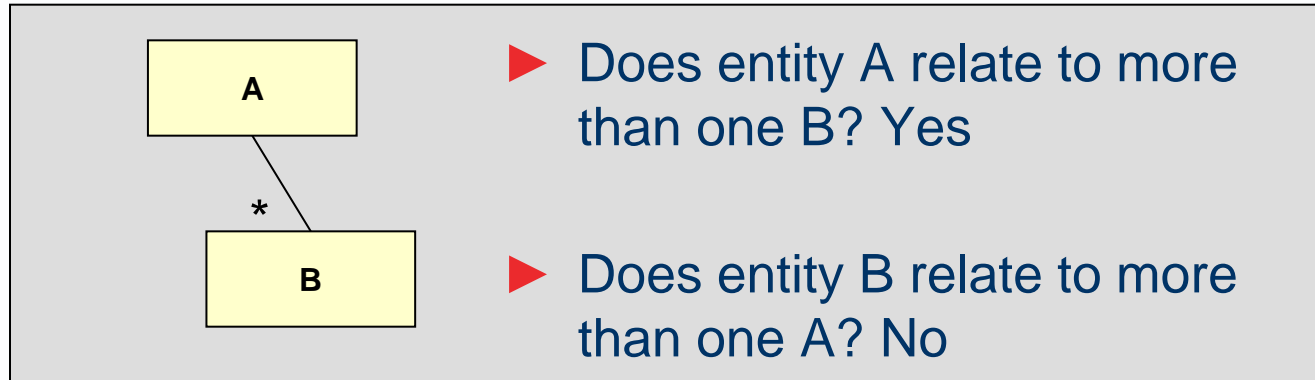 A
Does entity A relate to more
than one B? Yes
*
B
Does entity B relate to more
than one A? No